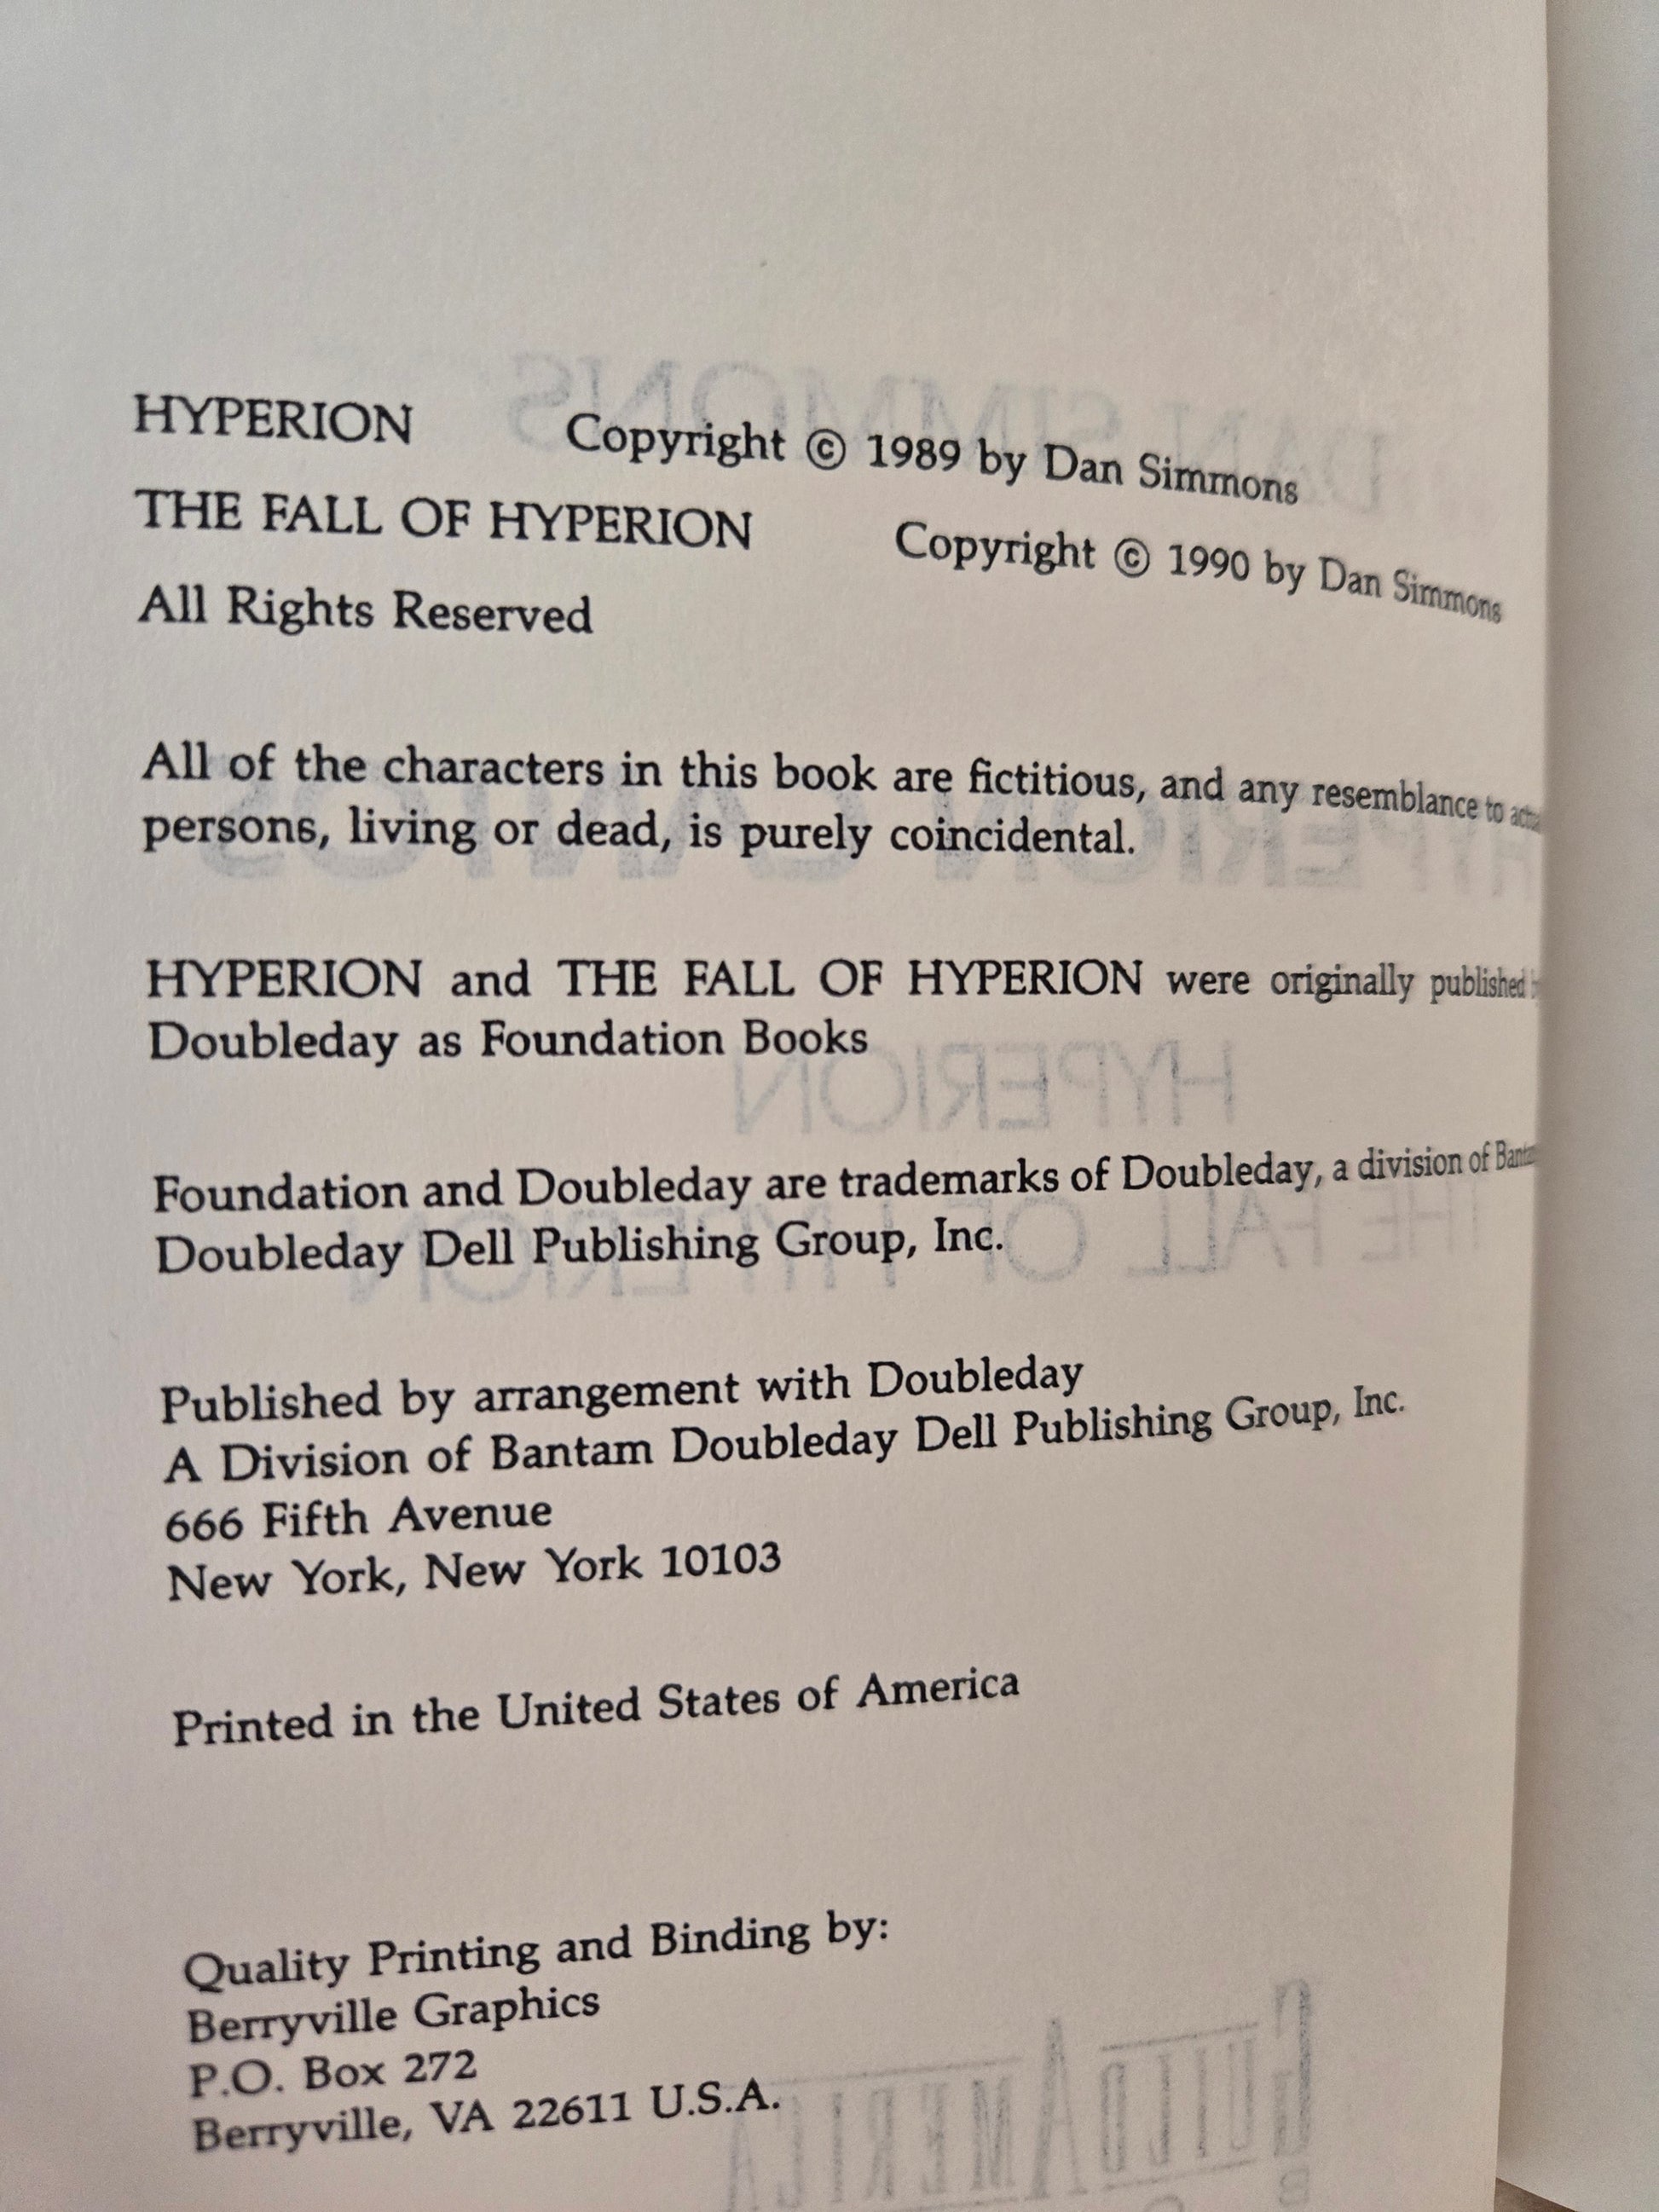 HYPERION Copyright © 1989 by Dan Simmons
THE FALL OF HYPERION Copyright © 1990 by Dan Simmons
All Rights Reserved
All of the characters in this book are fictitious, and any resemblance to
persons, living or dead, is purely coincidental.
HYPERION and THE FALL OF HYPERION were originally published
Doubleday as Foundation Books
Foundation and Doubleday are trademarks of Doubleday, a division of
Doubleday Dell Publishing Group, Inc.
Published by arrangement with Doubleday
A Division of Bantam Doubleday Dell Publishing Group, Inc.
666 Fifth Avenue
New York, New York 10103
Printed in the United States of America
Quality Printing and Binding by:
Berryville Graphics
P.O. Box 272
Berryville, VA 22611 U.S.A.